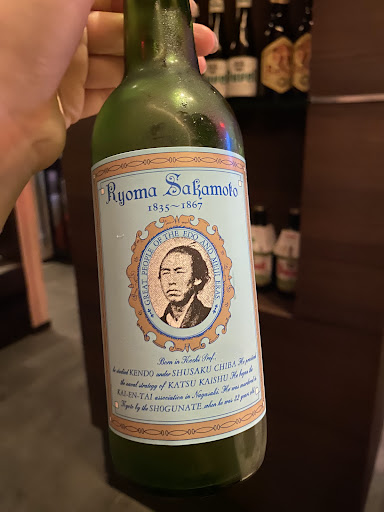 Ryoma Sakamoto
1835~1867
GREAT PEOPLE OF THE EDO AND MEIJI ERAS
Born in Kochi Pref.,
he studied KENDO under SHUSAKU CHIBA He
the naval strategy of KATSU KAISHU He began the
KAI-EN-TAI association in Nagasaki. He was murdered in
Kyoto by the SHOGUNATE when he was 32 years old